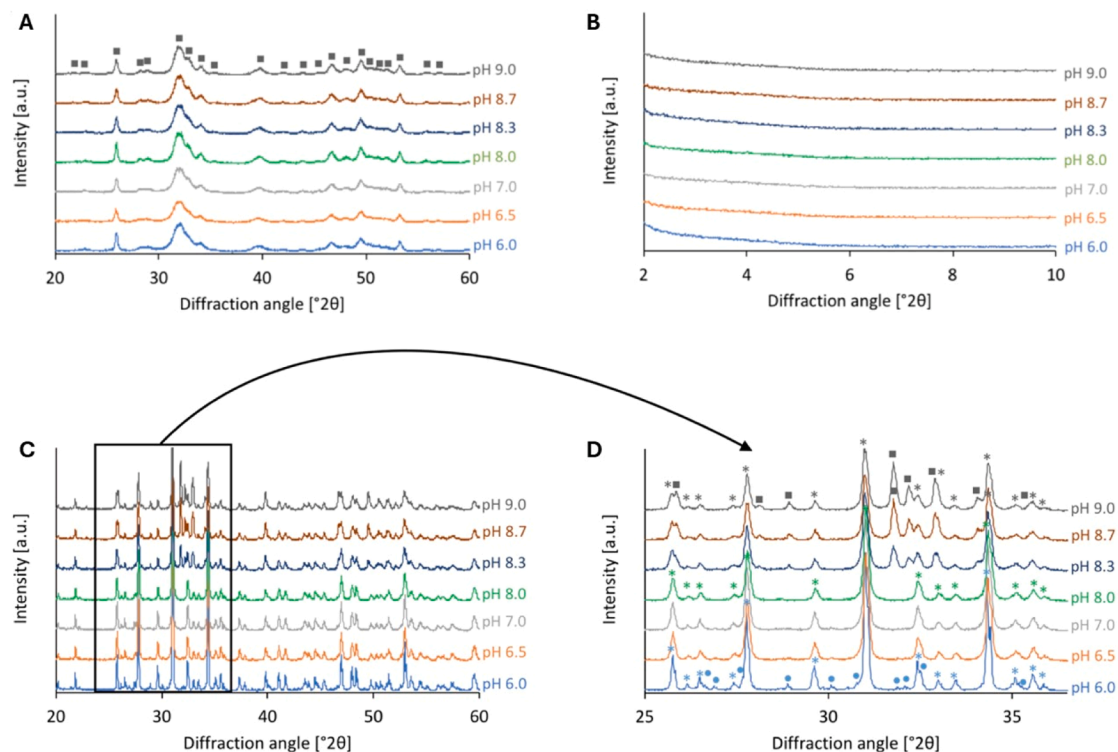 A
Intensity [a.u.]
pH 9.0
pH 8.7
pH 8.3
pH 8.0
pH 7.0
pH 6.5
pH 6.0
20 30 40 50 60
Diffraction angle [°2θ]
B
Intensity [a.u.]
pH 9.0
pH 8.7
pH 8.3
pH 8.0
pH 7.0
pH 6.5
pH 6.0
2 4 6 8 10
Diffraction angle [°2θ]
C
Intensity [a.u.]
pH 9.0
pH 8.7
pH 8.3
pH 8.0
pH 7.0
pH 6.5
pH 6.0
20 30 40 50 60
Diffraction angle [°2θ]
D
Intensity [a.u.]
pH 9.0
pH 8.7
pH 8.3
pH 8.0
pH 7.0
pH 6.5
pH 6.0
25 30 35
Diffraction angle [°2θ]